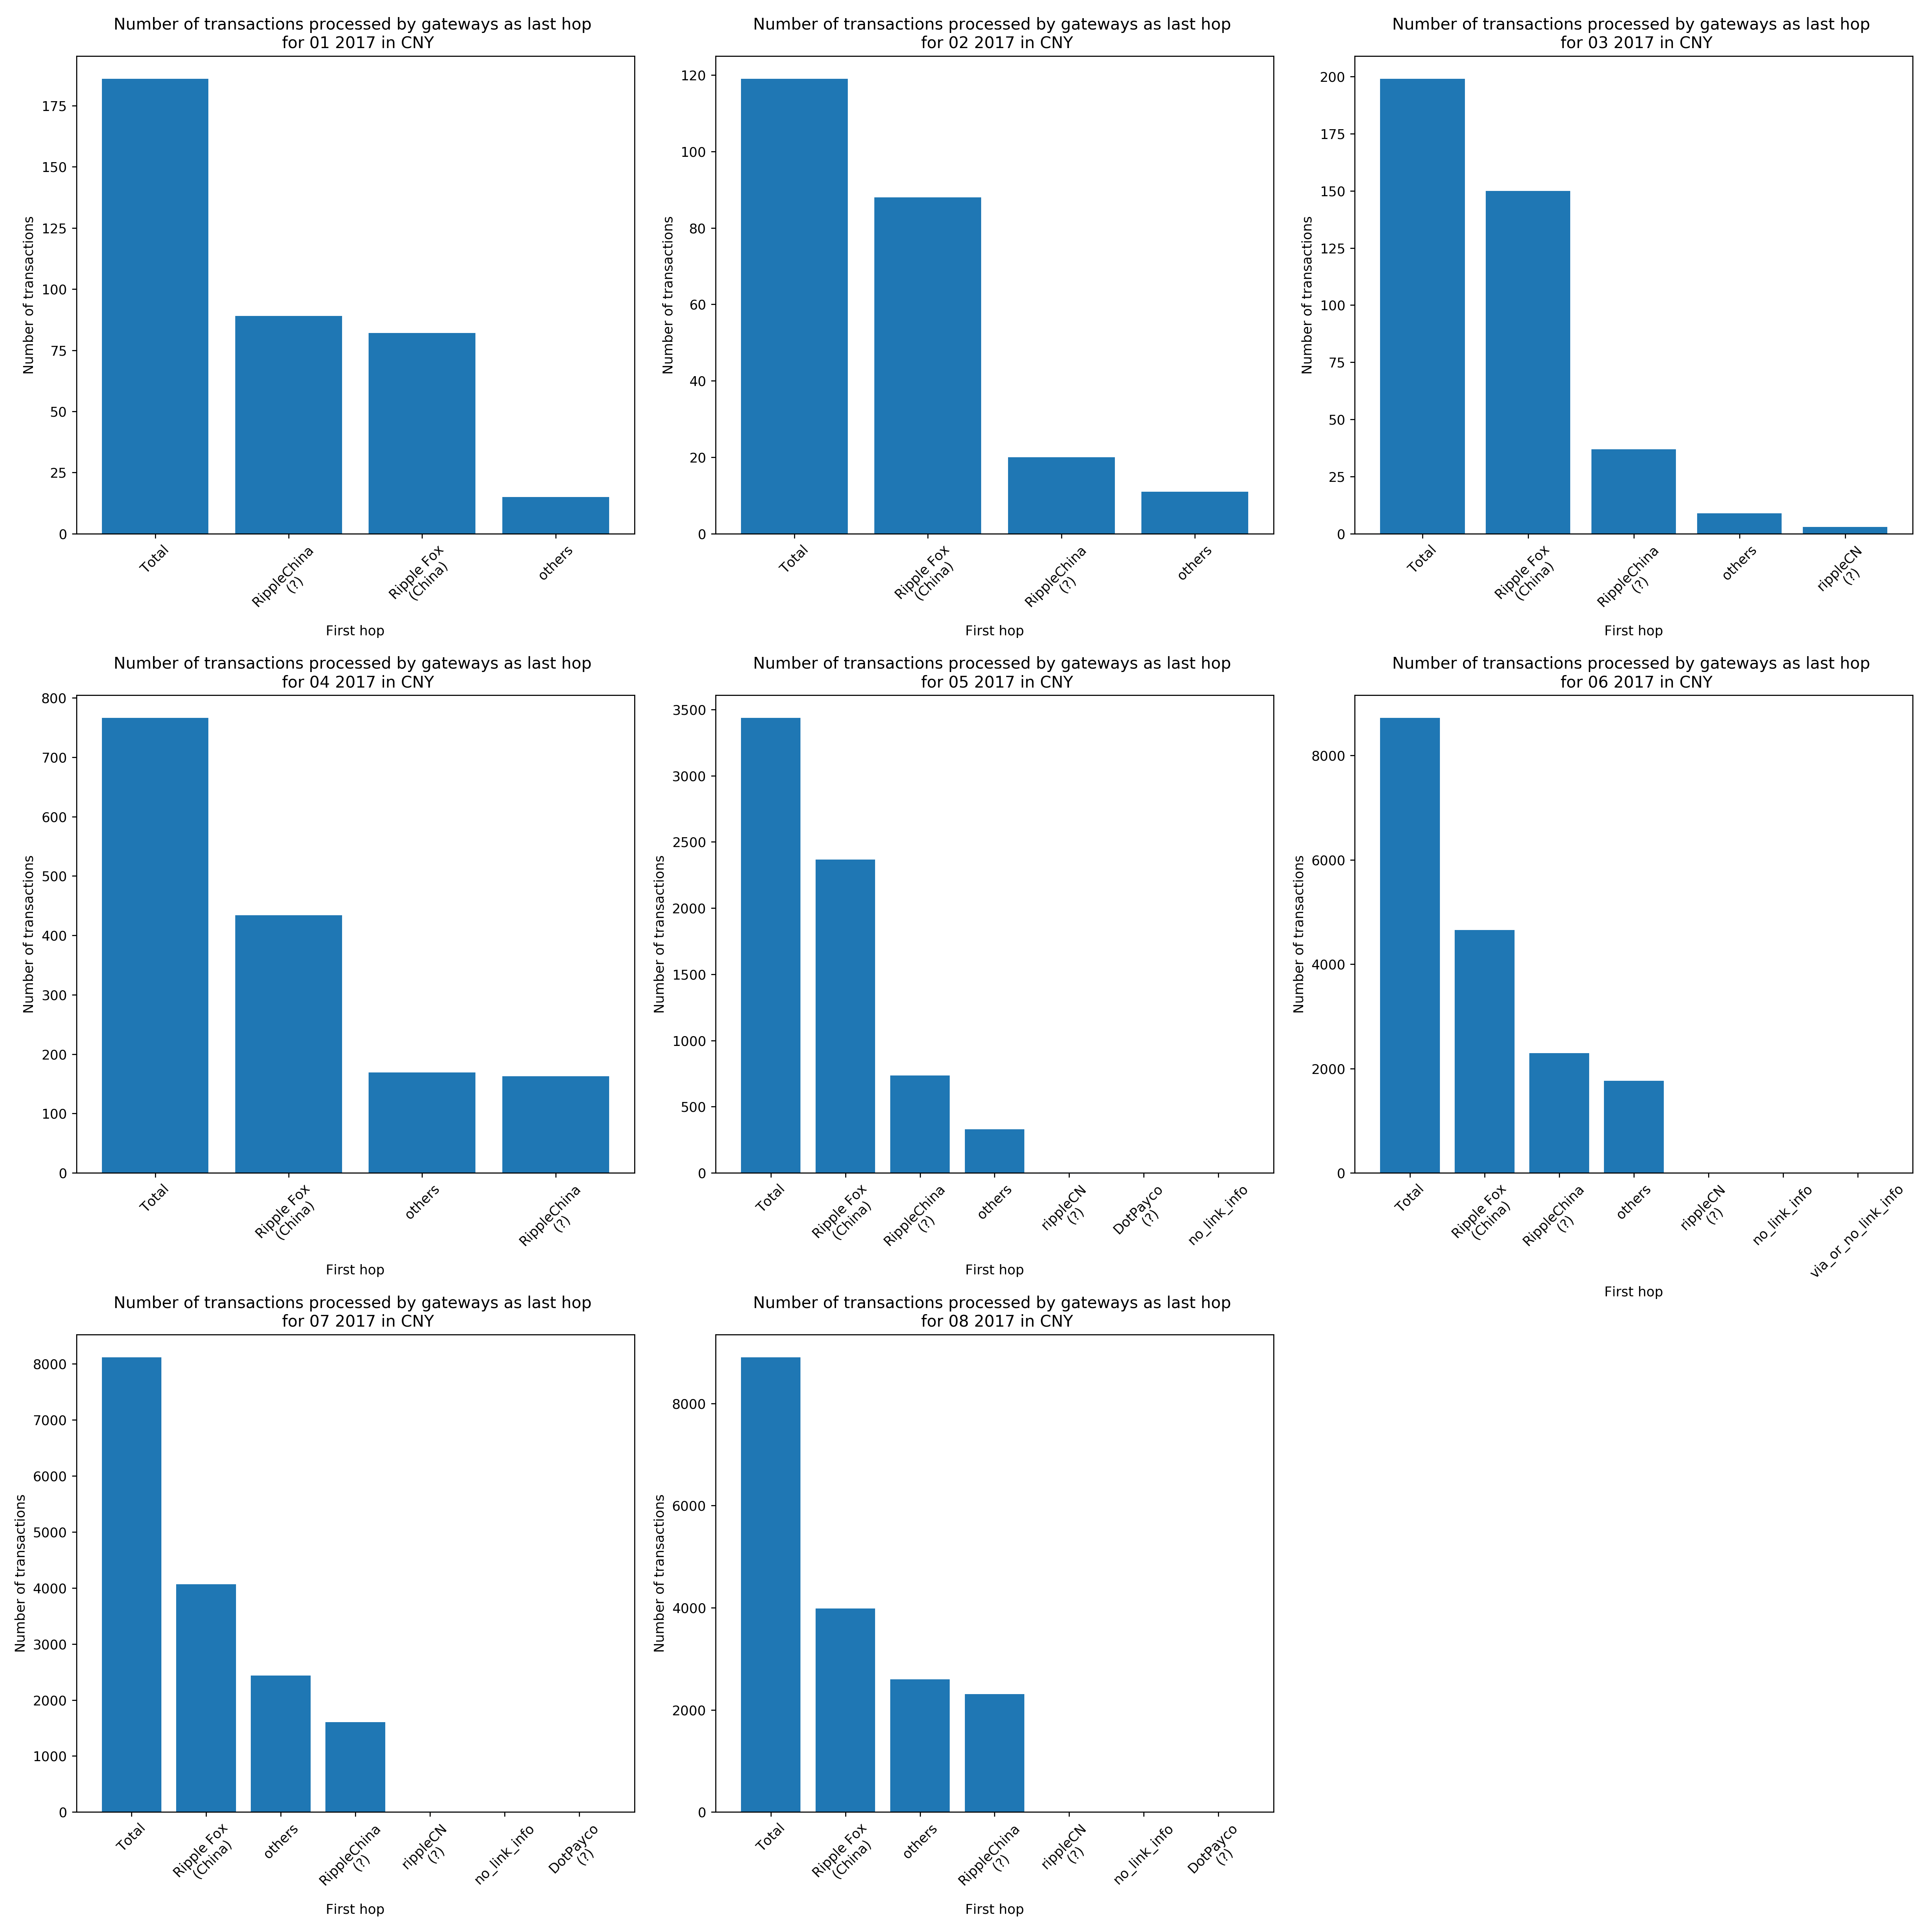 Number of transactions processed by gateways as last hop
for 01 2017 in CNY
Number of transactions
175
150
125
100
75
50
25
0
Total
RippleChina
(?)
Ripple Fox
(China)
others
First hop
Number of transactions processed by gateways as last hop
for 02 2017 in CNY
Number of transactions
120
100
80
60
40
20
0
Total
Ripple Fox
(China)
RippleChina
(?)
others
First hop
Number of transactions processed by gateways as last hop
for 03 2017 in CNY
Number of transactions
200
175
150
125
100
75
50
25
0
Total
Ripple Fox
(China)
RippleChina
(?)
others
rippleCN
(?)
First hop
Number of transactions processed by gateways as last hop
for 04 2017 in CNY
Number of transactions
800
700
600
500
400
300
200
100
0
Total
Ripple Fox
(China)
others
RippleChina
(?)
First hop
Number of transactions processed by gateways as last hop
for 05 2017 in CNY
Number of transactions
3500
3000
2500
2000
1500
1000
500
0
Total
Ripple Fox
(China)
RippleChina
(?)
others
rippleCN
(?)
DotPayco
(?)
no_link_info
First hop
Number of transactions processed by gateways as last hop
for 06 2017 in CNY
Number of transactions
8000
6000
4000
2000
0
Total
Ripple Fox
(China)
RippleChina
(?)
others
rippleCN
(?)
no_link_info
via_or_no_link_info
First hop
Number of transactions processed by gateways as last hop
for 07 2017 in CNY
Number of transactions
8000
7000
6000
5000
4000
3000
2000
1000
0
Total
Ripple Fox
(China)
others
RippleChina
(?)
rippleCN
(?)
no_link_info
DotPayco
(?)
First hop
Number of transactions processed by gateways as last hop
for 08 2017 in CNY
Number of transactions
8000
6000
4000
2000
0
Total
Ripple Fox
(China)
others
RippleChina
(?)
rippleCN
(?)
no_link_info
DotPayco
(?)
First hop